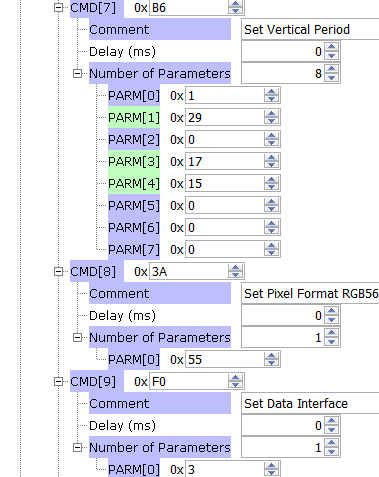 CMD[7] 0x B6
Comment Set Vertical Period
Delay (ms) 0
Number of Parameters 8
PARM[0] 0x 1
PARM[1] 0x 29
PARM[2] 0x 0
PARM[3] 0x 17
PARM[4] 0x 15
PARM[5] 0x 0
PARM[6] 0x 0
PARM[7] 0x 0
CMD[8] 0x 3A
Comment Set Pixel Format RGB56
Delay (ms) 0
Number of Parameters 1
PARM[0] 0x 55
CMD[9] 0x F0
Comment Set Data Interface
Delay (ms) 0
Number of Parameters 1
PARM[0] 0x 3